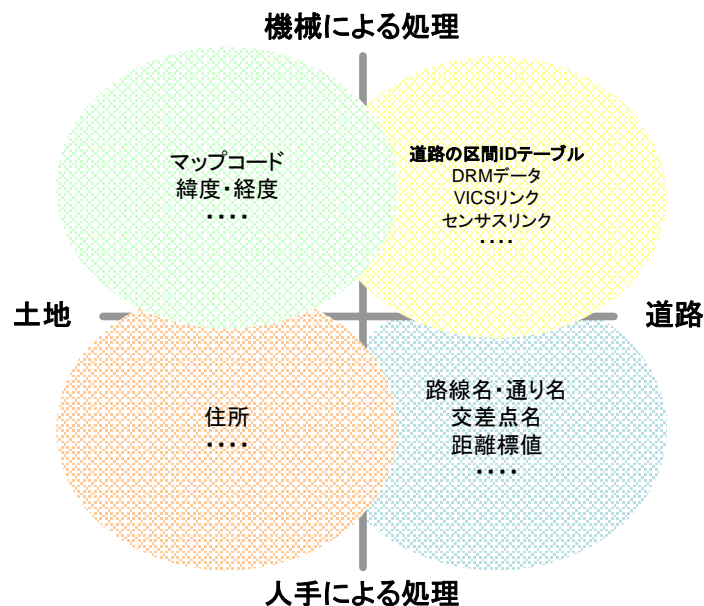 機械による処理
マップコード
緯度・経度
・・・・
道路の区間IDテーブル
DRMデータ
VICSリンク
センサスリンク
・・・・
土地
道路
住所
・・・・
路線名・通り名
交差点名
距離標値
・・・・
人手による処理